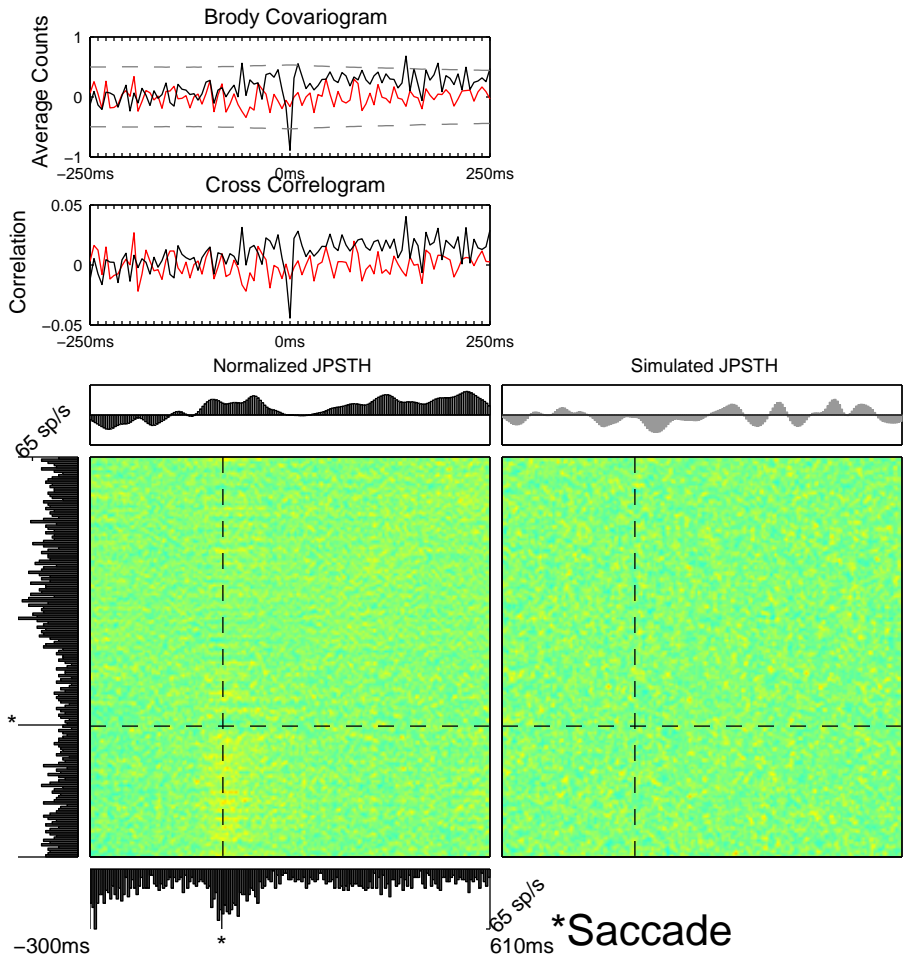 Brody Covariogram
Average Counts
1
0
−1
−250ms
0ms
250ms
Cross Correlogram
Correlation
0.05
0
−0.05
−250ms
0ms
250ms
Normalized JPSTH
Simulated JPSTH
65 sp/s
*
65 sp/s
*
−300ms
610ms
*Saccade